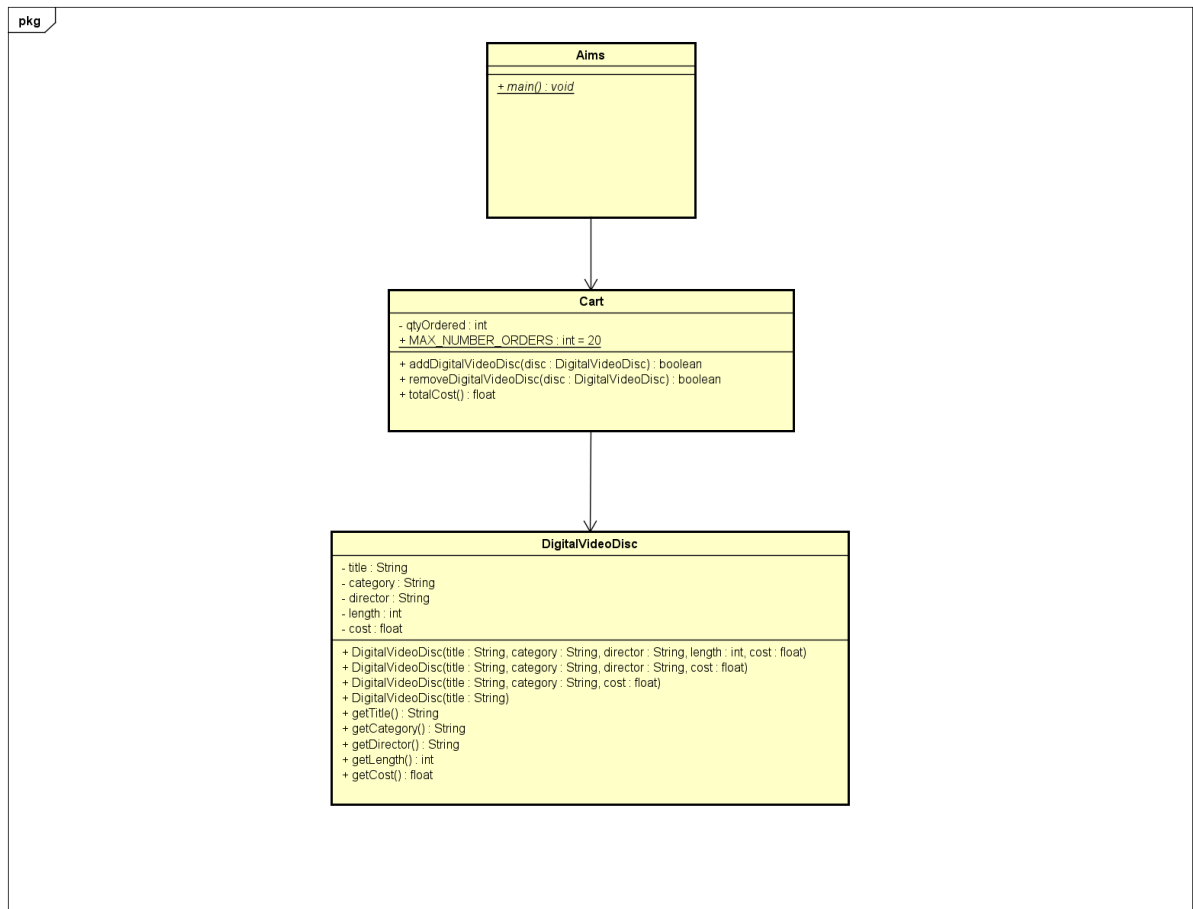 pkg
Aims
+ main() : void
Cart
- qtyOrdered : int
+ MAX_NUMBER_ORDERS : int = 20
+ addDigitalVideoDisc(disc : DigitalVideoDisc) : boolean
+ removeDigitalVideoDisc(disc : DigitalVideoDisc) : boolean
+ totalCost() : float
DigitalVideoDisc
- title : String
- category : String
- director : String
- length : int
- cost : float
+ DigitalVideoDisc(title : String, category : String, director : String, length : int, cost : float)
+ DigitalVideoDisc(title : String, category : String, director : String, cost : float)
+ DigitalVideoDisc(title : String, category : String, cost : float)
+ DigitalVideoDisc(title : String)
+ getTitle() : String
+ getCategory() : String
+ getDirector() : String
+ getLength() : int
+ getCost() : float